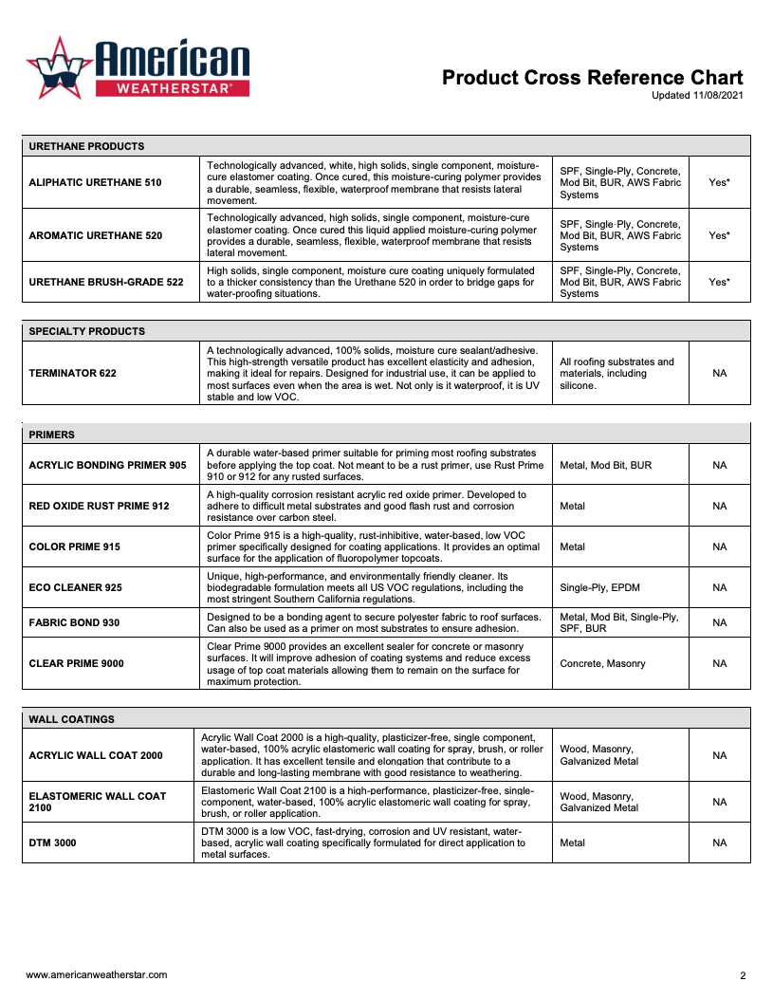 American
WEATHERSTAR®
Product Cross Reference Chart
Updated 11/08/2021
URETHANE PRODUCTS
ALIPHATIC URETHANE 510
Technologically advanced, white, high solids, single component, moisture-
cure elastomer coating. Once cured, this moisture-curing polymer provides
a durable, seamless, flexible, waterproof membrane that resists lateral
movement.
SPF, Single-Ply, Concrete,
Mod Bit, BUR, AWS Fabric
Systems
Yes*
AROMATIC URETHANE 520
Technologically advanced, high solids, single component, moisture-cure
elastomer coating. Once cured this liquid applied moisture-curing polymer
provides a durable, seamless, flexible, waterproof membrane that resists
lateral movement.
SPF, Single-Ply, Concrete,
Mod Bit, BUR, AWS Fabric
Systems
Yes*
URETHANE BRUSH-GRADE 522
High solids, single component, moisture cure coating uniquely formulated
to a thicker consistency than the Urethane 520 in order to bridge gaps for
water-proofing situations.
SPF, Single-Ply, Concrete,
Mod Bit, BUR, AWS Fabric
Systems
Yes*
SPECIALTY PRODUCTS
TERMINATOR 622
A technologically advanced, 100% solids, moisture cure sealant/adhesive.
This high-strength versatile product has excellent elasticity and adhesion,
making it ideal for repairs. Designed for industrial use, it can be applied to
most surfaces even when the area is wet. Not only is it waterproof, it is UV
stable and low VOC.
All roofing substrates and
materials, including
silicone.
NA
PRIMERS
ACRYLIC BONDING PRIMER 905
A durable water-based primer suitable for priming most roofing substrates
before applying the top coat. Not meant to be a rust primer, use Rust Prime
910 or 912 for any rusted surfaces.
Metal, Mod Bit, BUR
NA
RED OXIDE RUST PRIME 912
A high-quality corrosion resistant acrylic red oxide primer. Developed to
adhere to difficult metal substrates and good flash rust and corrosion
resistance over carbon steel.
Metal
NA
COLOR PRIME 915
Color Prime 915 is a high-quality, rust-inhibitive, water-based, low VOC
primer specifically designed for coating applications. It provides an optimal
surface for the application of fluoropolymer topcoats.
Metal
NA
ECO CLEANER 925
Unique, high-performance, and environmentally friendly cleaner. Its
biodegradable formulation meets all US VOC regulations, including the
most stringent Southern California regulations.
Single-Ply, EPDM
NA
FABRIC BOND 930
Designed to be a bonding agent to secure polyester fabric to roof surfaces.
Can also be used as a primer on most substrates to ensure adhesion.
Metal, Mod Bit, Single-Ply,
SPF, BUR
NA
CLEAR PRIME 9000
Clear Prime 9000 provides an excellent sealer for concrete or masonry
surfaces. It will improve adhesion of coating systems and reduce excess
usage of top coat materials allowing them to remain on the surface for
maximum protection.
Concrete, Masonry
NA
WALL COATINGS
ACRYLIC WALL COAT 2000
Acrylic Wall Coat 2000 is a high-quality, plasticizer-free, single component,
water-based, 100% acrylic elastomeric wall coating for spray, brush, or roller
application. It has excellent tensile and elongation that contribute to a
durable and long-lasting membrane with good resistance to weathering.
Wood, Masonry,
Galvanized Metal
NA
ELASTOMERIC WALL COAT
2100
Elastomeric Wall Coat 2100 is a high-performance, plasticizer-free, single-
component, water-based, 100% acrylic elastomeric wall coating for spray,
brush, or roller application.
Wood, Masonry,
Galvanized Metal
NA
DTM 3000
DTM 3000 is a low VOC, fast-drying, corrosion and UV resistant, water-
based, acrylic wall coating specifically formulated for direct application to
metal surfaces.
Metal
NA
www.americanweatherstar.com
2